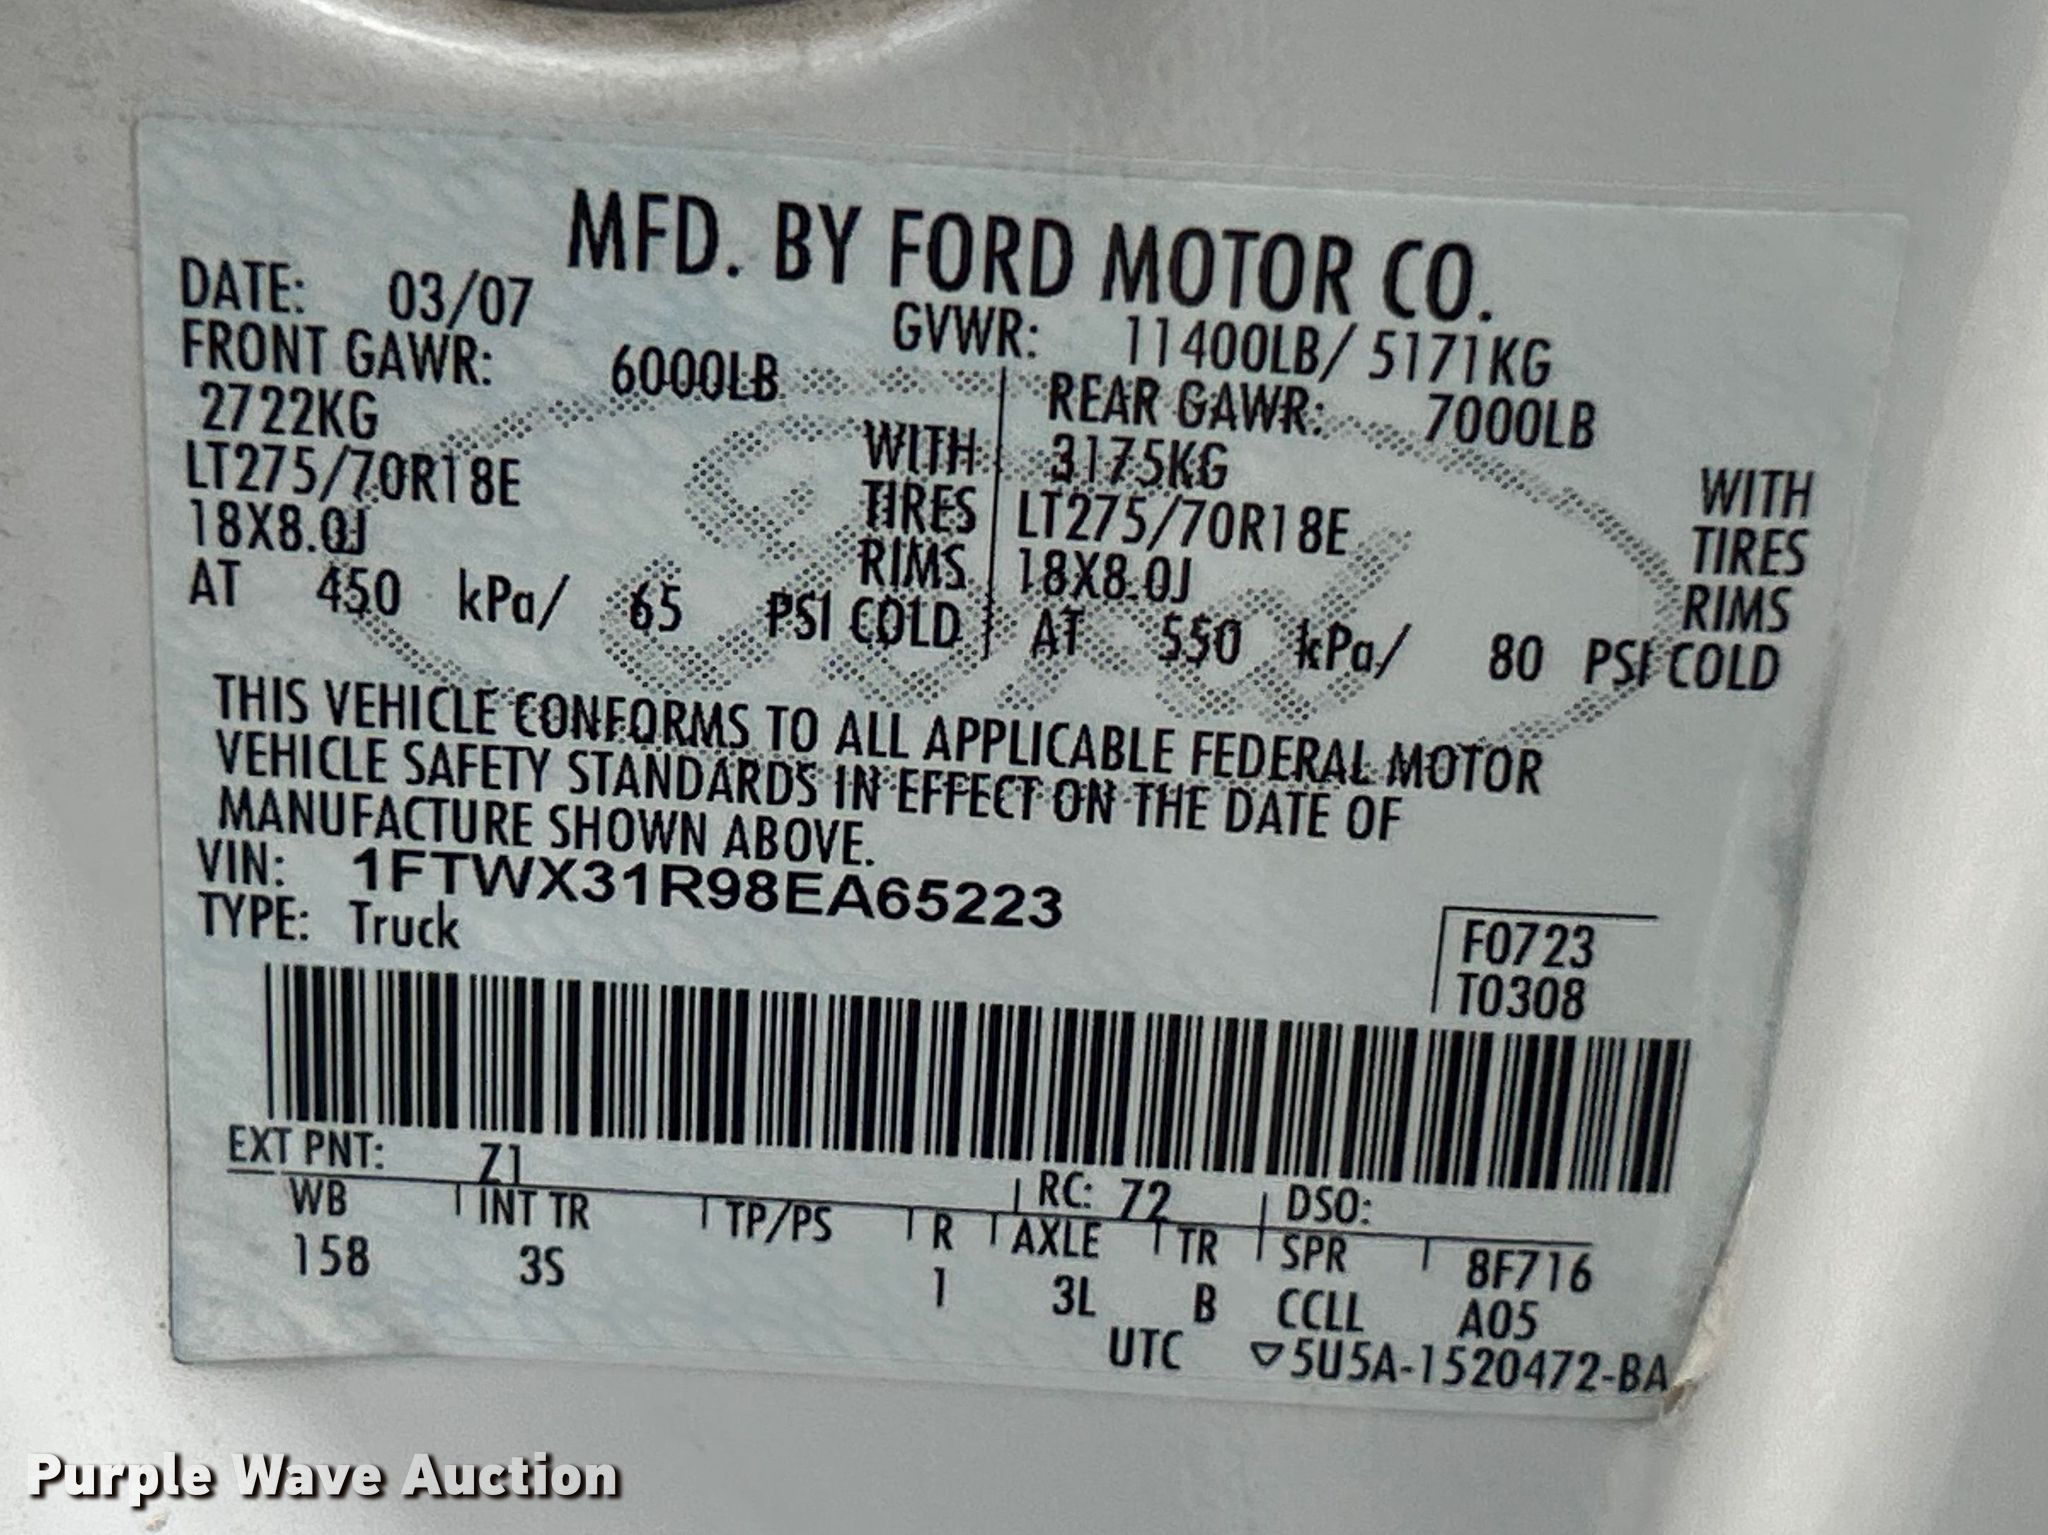 MFD. BY FORD MOTOR CO.
DATE: 03/07 GVWR: 11400LB/ 5171KG
FRONT GAWR: 6000LB REAR GAWR: 7000LB
2722KG WITH 3175KG WITH
LT275/70R18E TIRES LT275/70R18E TIRES
18X8.0J RIMS 18X8.0J RIMS
AT 450 kPa/ 65 PSI COLD AT 550 kPa/ 80 PSI COLD
THIS VEHICLE CONFORMS TO ALL APPLICABLE FEDERAL MOTOR
VEHICLE SAFETY STANDARDS IN EFFECT ON THE DATE OF
MANUFACTURE SHOWN ABOVE.
VIN: 1FTWX31R98EA65223
TYPE: Truck
F0723
T0308
EXT PNT: Z1 RC: 72 DSO:
WB INT TR TP/PS R AXLE TR SPR 8F716
158 3S 1 3L B CCLL A05
UTC ▽5U5A-1520472-BA
Ford
Purple Wave Auction